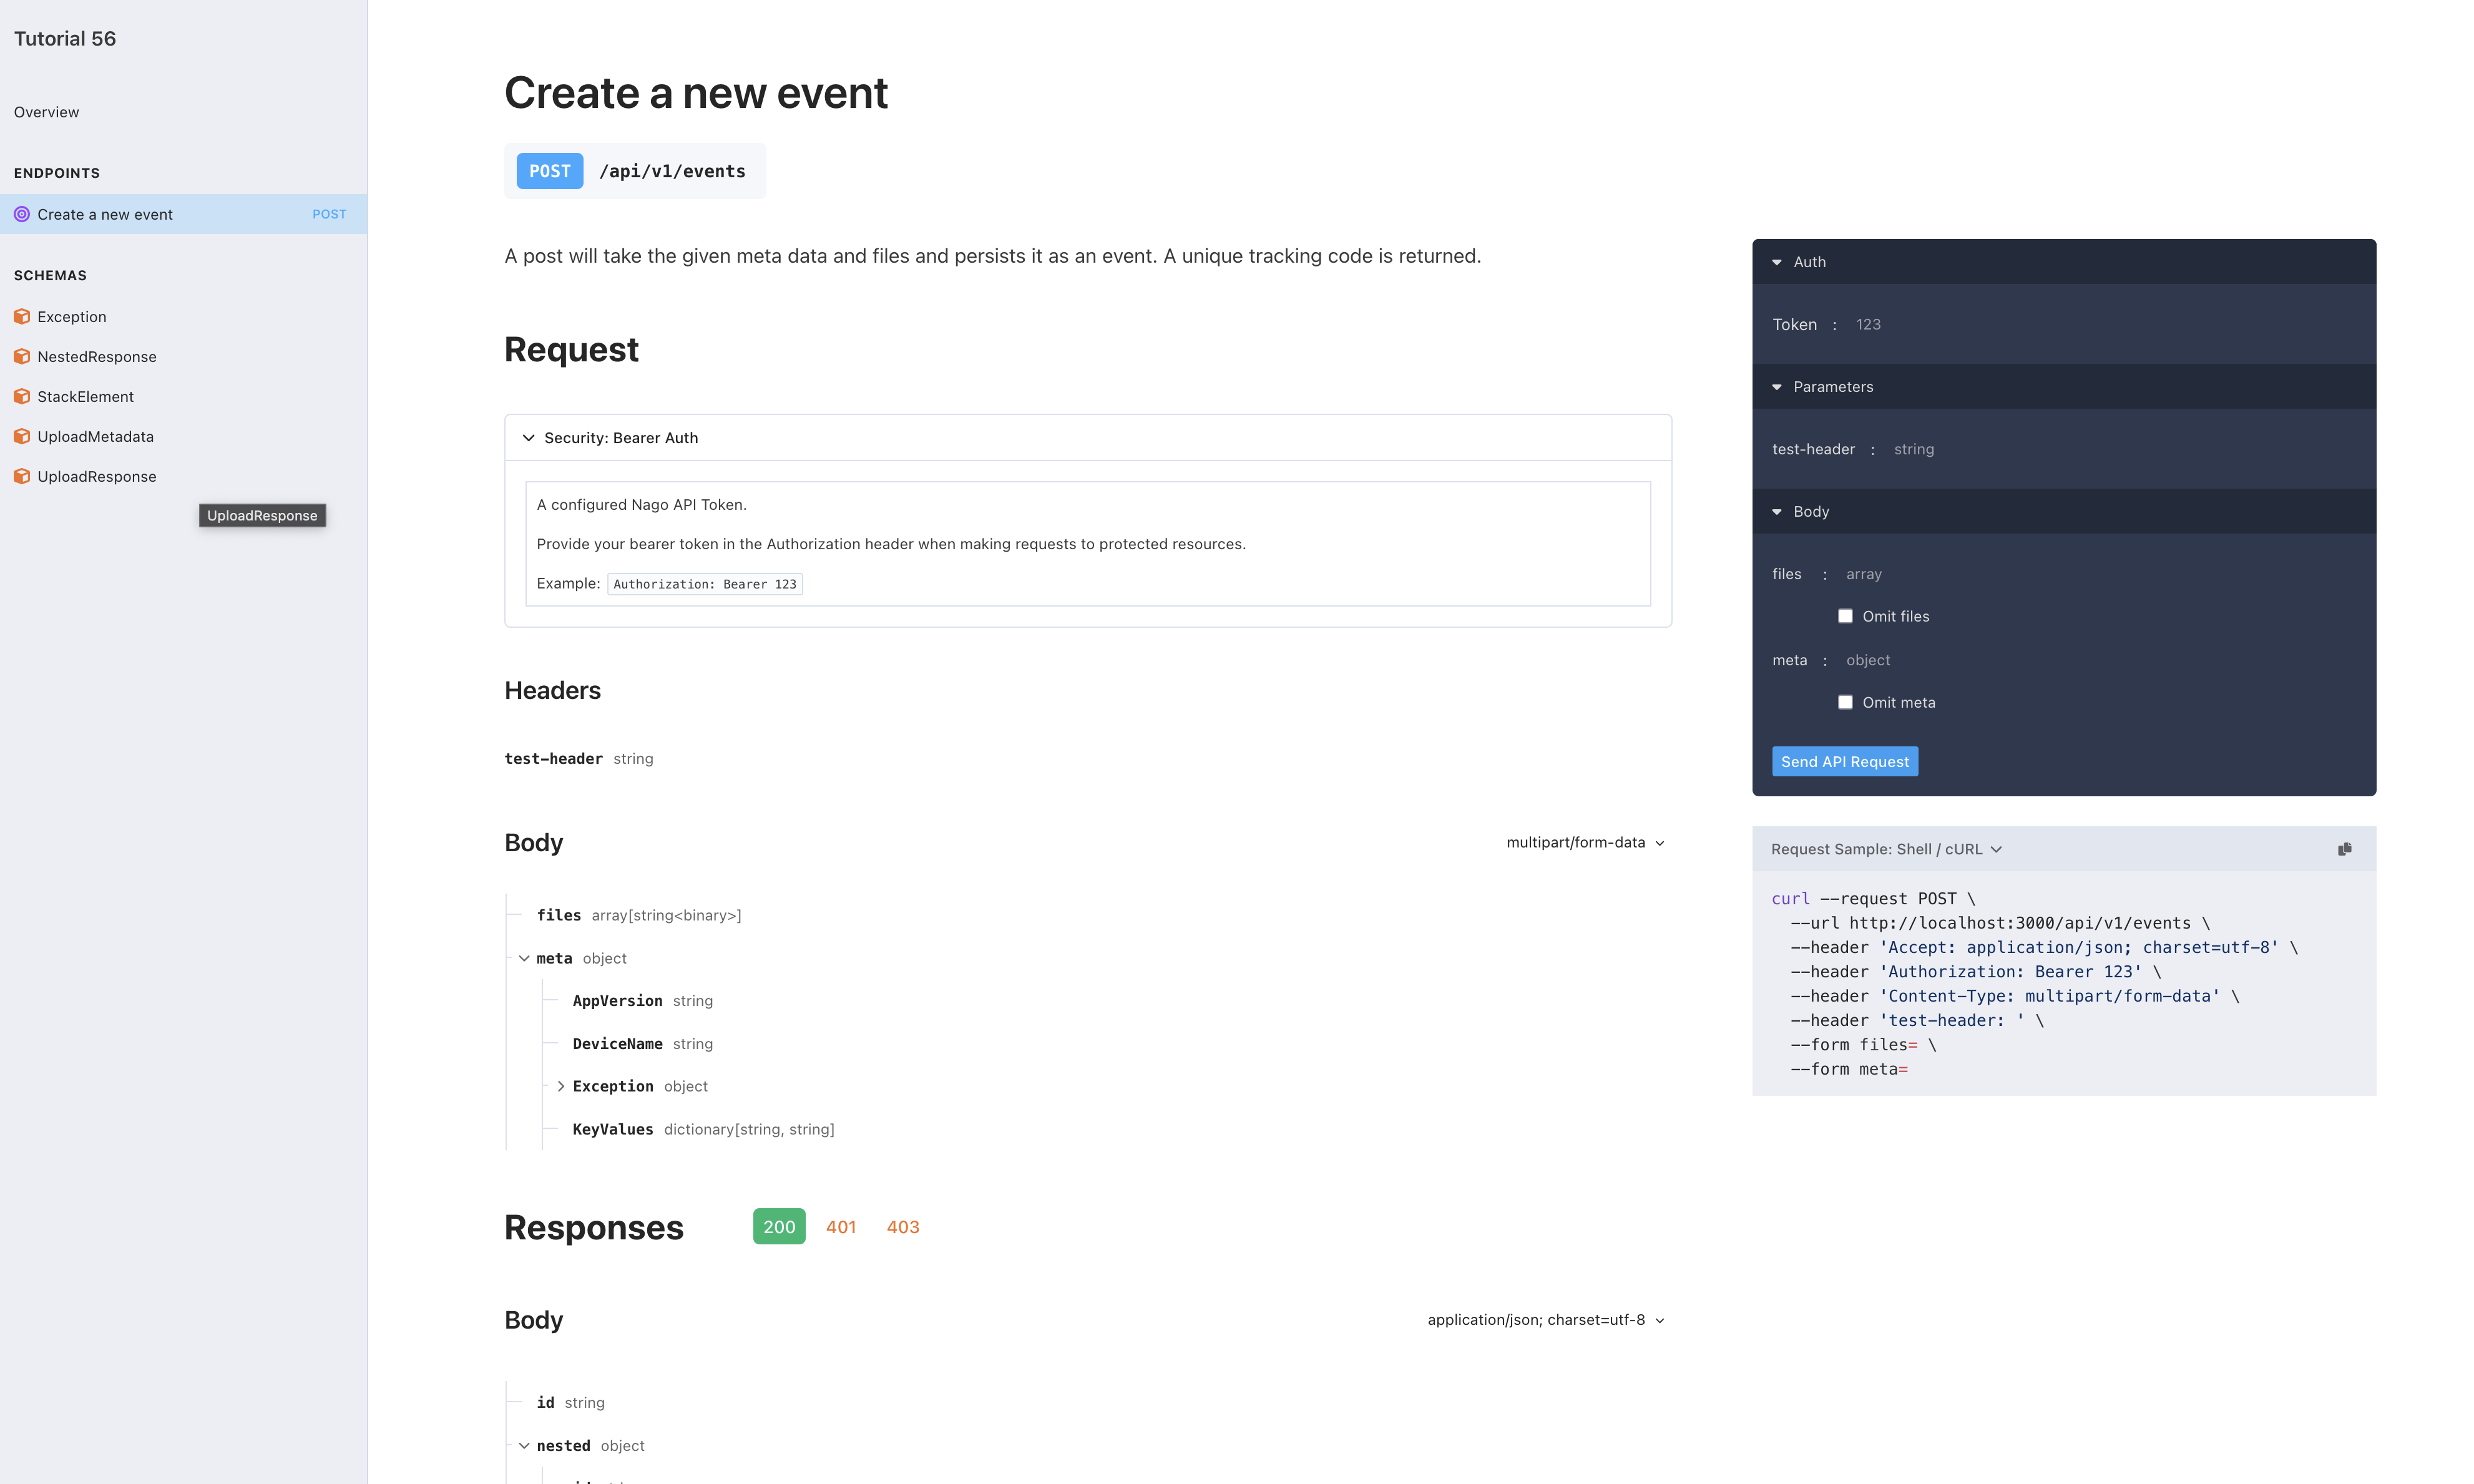 Tutorial 56
Overview
ENDPOINTS
Create a new event POST
SCHEMAS
Exception
NestedResponse
StackElement
UploadMetadata
UploadResponse
UploadResponse
Create a new event
POST /api/v1/events
A post will take the given meta data and files and persists it as an event. A unique tracking code is returned.
Request
Security: Bearer Auth
A configured Nago API Token.
Provide your bearer token in the Authorization header when making requests to protected resources.
Example: Authorization: Bearer 123
Headers
test-header string
Body multipart/form-data
files array[string<binary>]
meta object
AppVersion string
DeviceName string
Exception object
KeyValues dictionary[string, string]
Responses 200 401 403
Body application/json; charset=utf-8
id string
nested object
Auth
Token : 123
Parameters
test-header : string
Body
files : array
Omit files
meta : object
Omit meta
Send API Request
Request Sample: Shell / cURL
curl --request POST \
--url http://localhost:3000/api/v1/events \
--header 'Accept: application/json; charset=utf-8' \
--header 'Authorization: Bearer 123' \
--header 'Content-Type: multipart/form-data' \
--header 'test-header: ' \
--form files= \
--form meta=